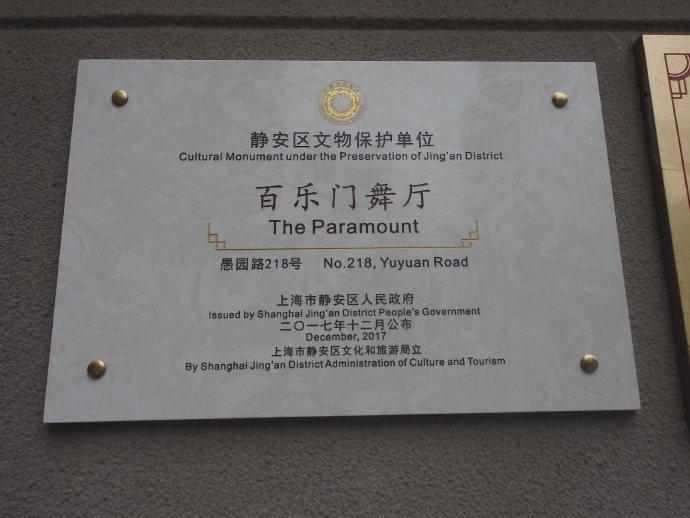 静安区文物保护单位
Cultural Monument under the Preservation of Jing'an District
百乐门舞厅
The Paramount
愚园路218号 No.218, Yuyuan Road
上海市静安区人民政府
Issued by Shanghai Jing'an District People's Government
二〇一七年十二月公布
December, 2017
上海市静安区文化和旅游局立
By Shanghai Jing'an District Administration of Culture and Tourism